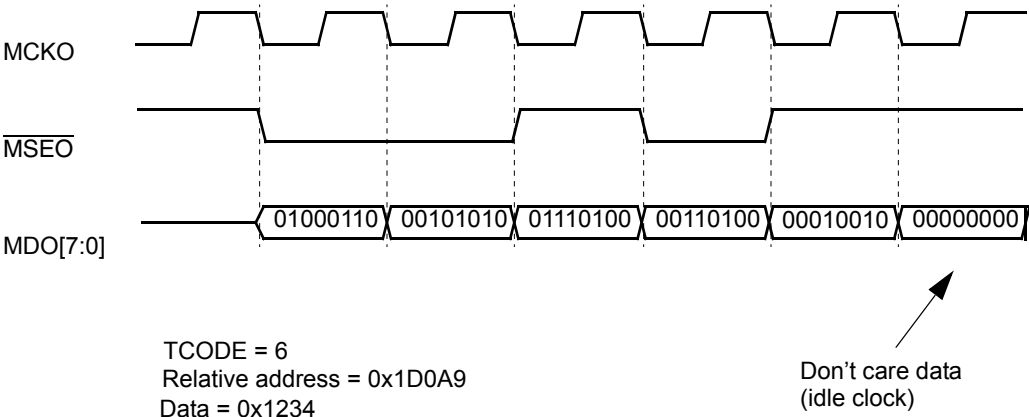 MCKO
MSEO
MDO[7:0]
01000110 00101010 01110100 00110100 00010010 00000000
TCODE = 6
Relative address = 0x1D0A9
Data = 0x1234
Don’t care data
(idle clock)